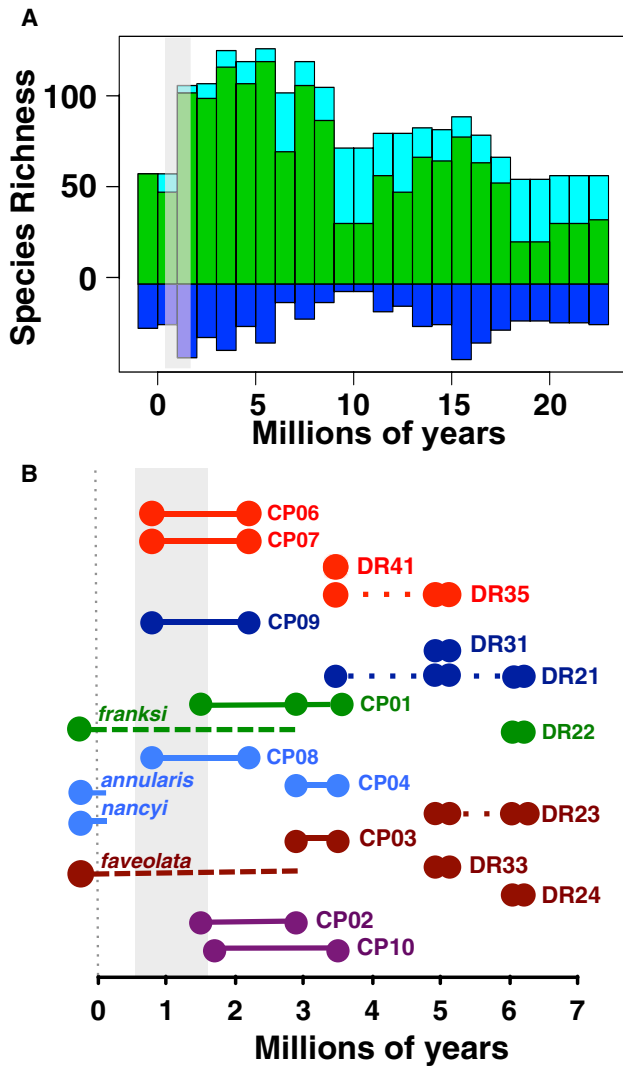 A
Species Richness
100
50
0
0 5 10 15 20
Millions of years
B
CP06
CP07
DR41
DR35
CP09
DR31
DR21
CP01
franksi
DR22
CP08
annularis
CP04
nancyi
DR23
CP03
faveolata
DR33
DR24
CP02
CP10
0 1 2 3 4 5 6 7
Millions of years